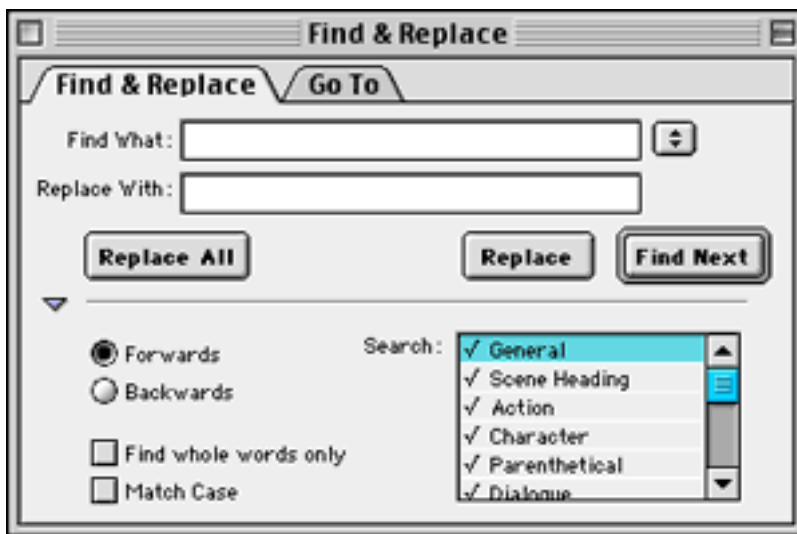 Find & Replace
Find & Replace Go To
Find What:
Replace With:
Replace All Replace Find Next
Forwards
Backwards
Find whole words only
Match Case
Search:
√ General
√ Scene Heading
√ Action
√ Character
√ Parenthetical
√ Dialogue